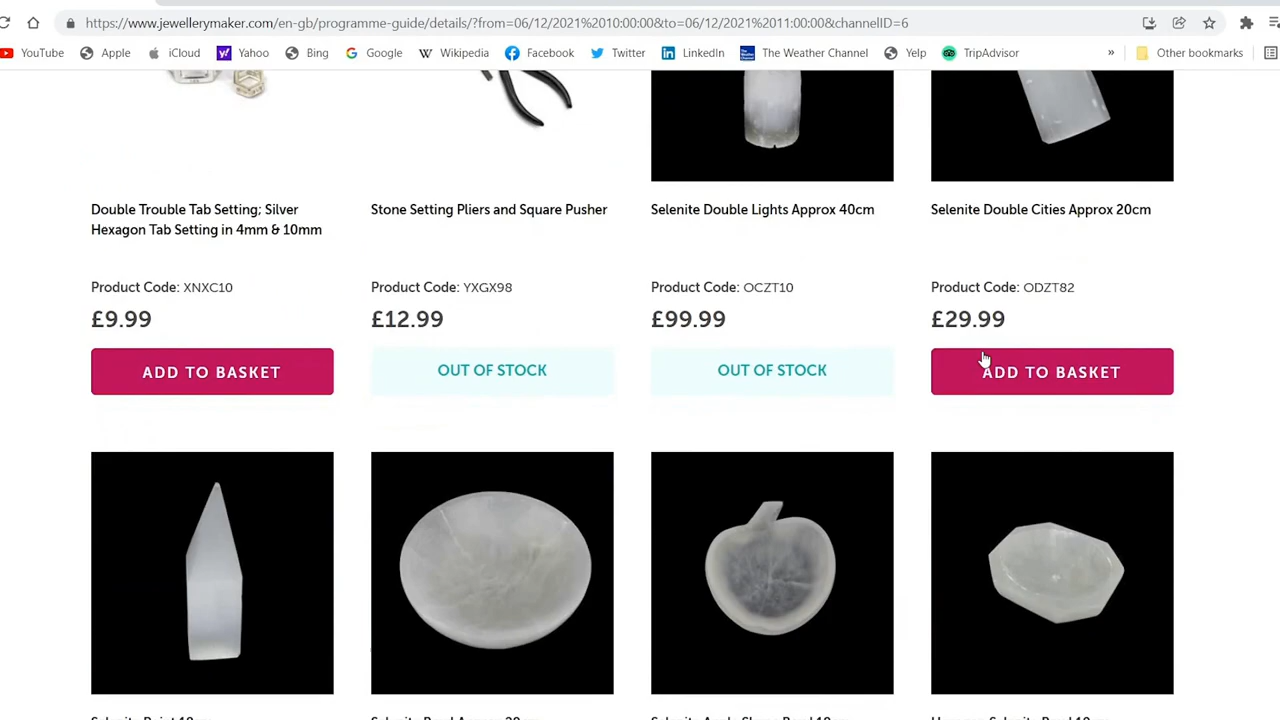 https://www.jewellerymaker.com/en-gb/programme-guide/details/?from=06/12/2021%2010:00:00&to=06/12/2021%2011:00:00&channelID=6
YouTube Apple iCloud Yahoo Bing Google Wikipedia Facebook Twitter LinkedIn The Weather Channel Yelp TripAdvisor » Other bookmarks
Double Trouble Tab Setting; Silver
Hexagon Tab Setting in 4mm & 10mm
Product Code: XNXC10
£9.99
ADD TO BASKET
Stone Setting Pliers and Square Pusher
Product Code: YXGX98
£12.99
OUT OF STOCK
Selenite Double Lights Approx 40cm
Product Code: OCZT10
£99.99
OUT OF STOCK
Selenite Double Cities Approx 20cm
Product Code: ODZT82
£29.99
ADD TO BASKET